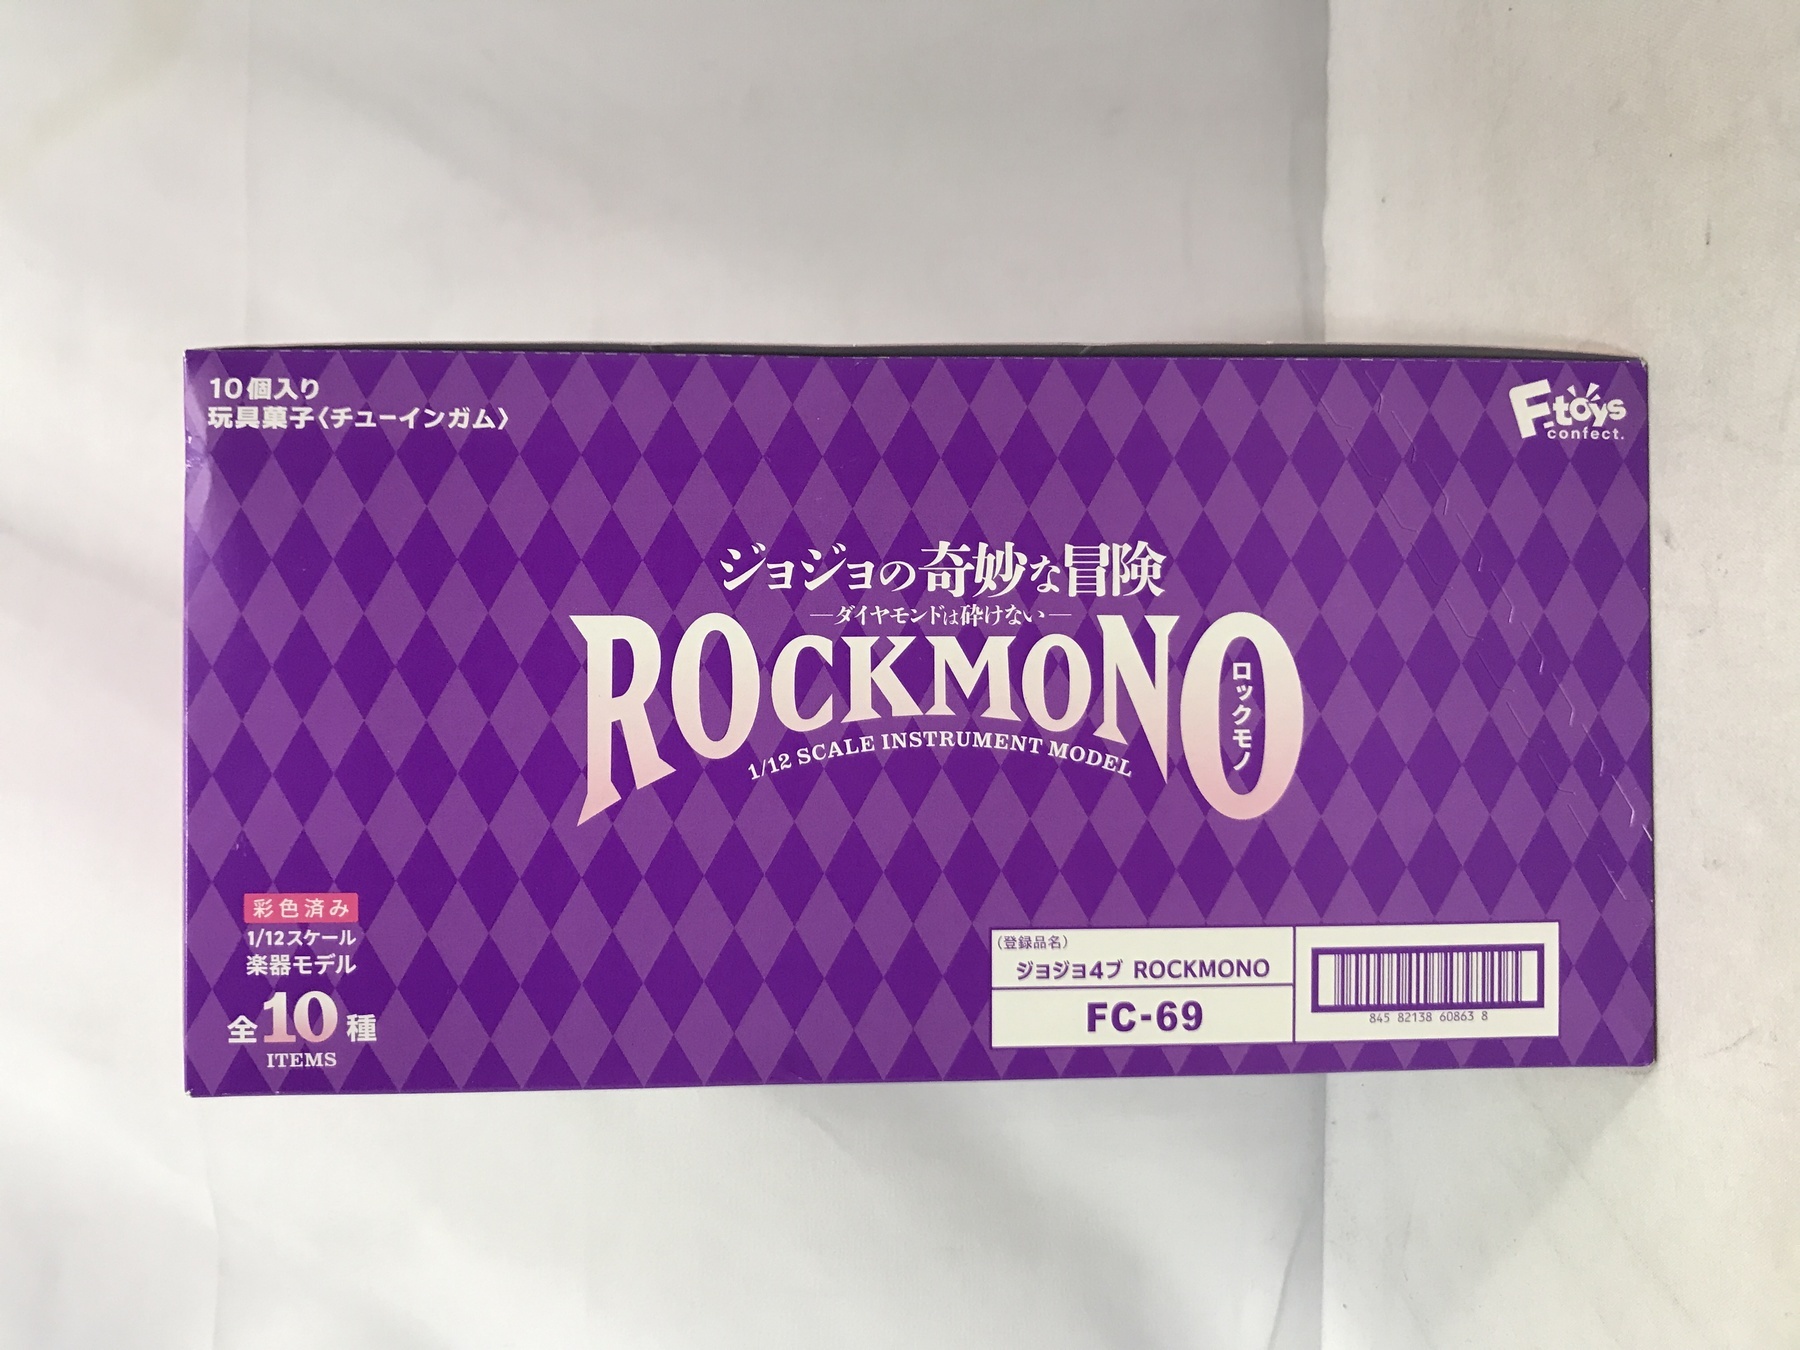 10個入り
玩具菓子〈チューインガム〉
F-toys
confect.
ジョジョの奇妙な冒険
―ダイヤモンドは砕けない―
ROCKMONO
ロックモノ
1/12 SCALE INSTRUMENT MODEL
彩色済み
1/12スケール
楽器モデル
全10種
ITEMS
(登録品名)
ジョジョ4ブ ROCKMONO
FC-69
845 82138 60863 8